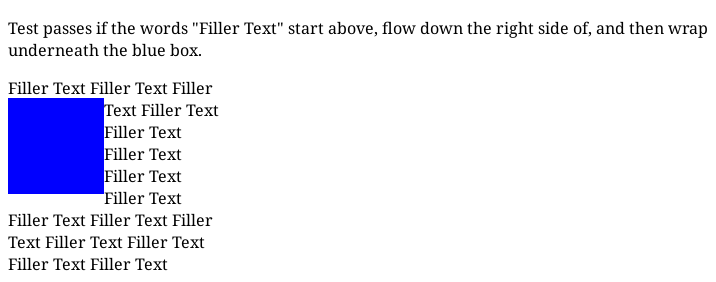 Test passes if the words "Filler Text" start above, flow down the right side of, and then wrap
underneath the blue box.
Filler Text Filler Text Filler
Text Filler Text
Filler Text
Filler Text
Filler Text
Filler Text
Filler Text Filler Text Filler
Text Filler Text Filler Text
Filler Text Filler Text